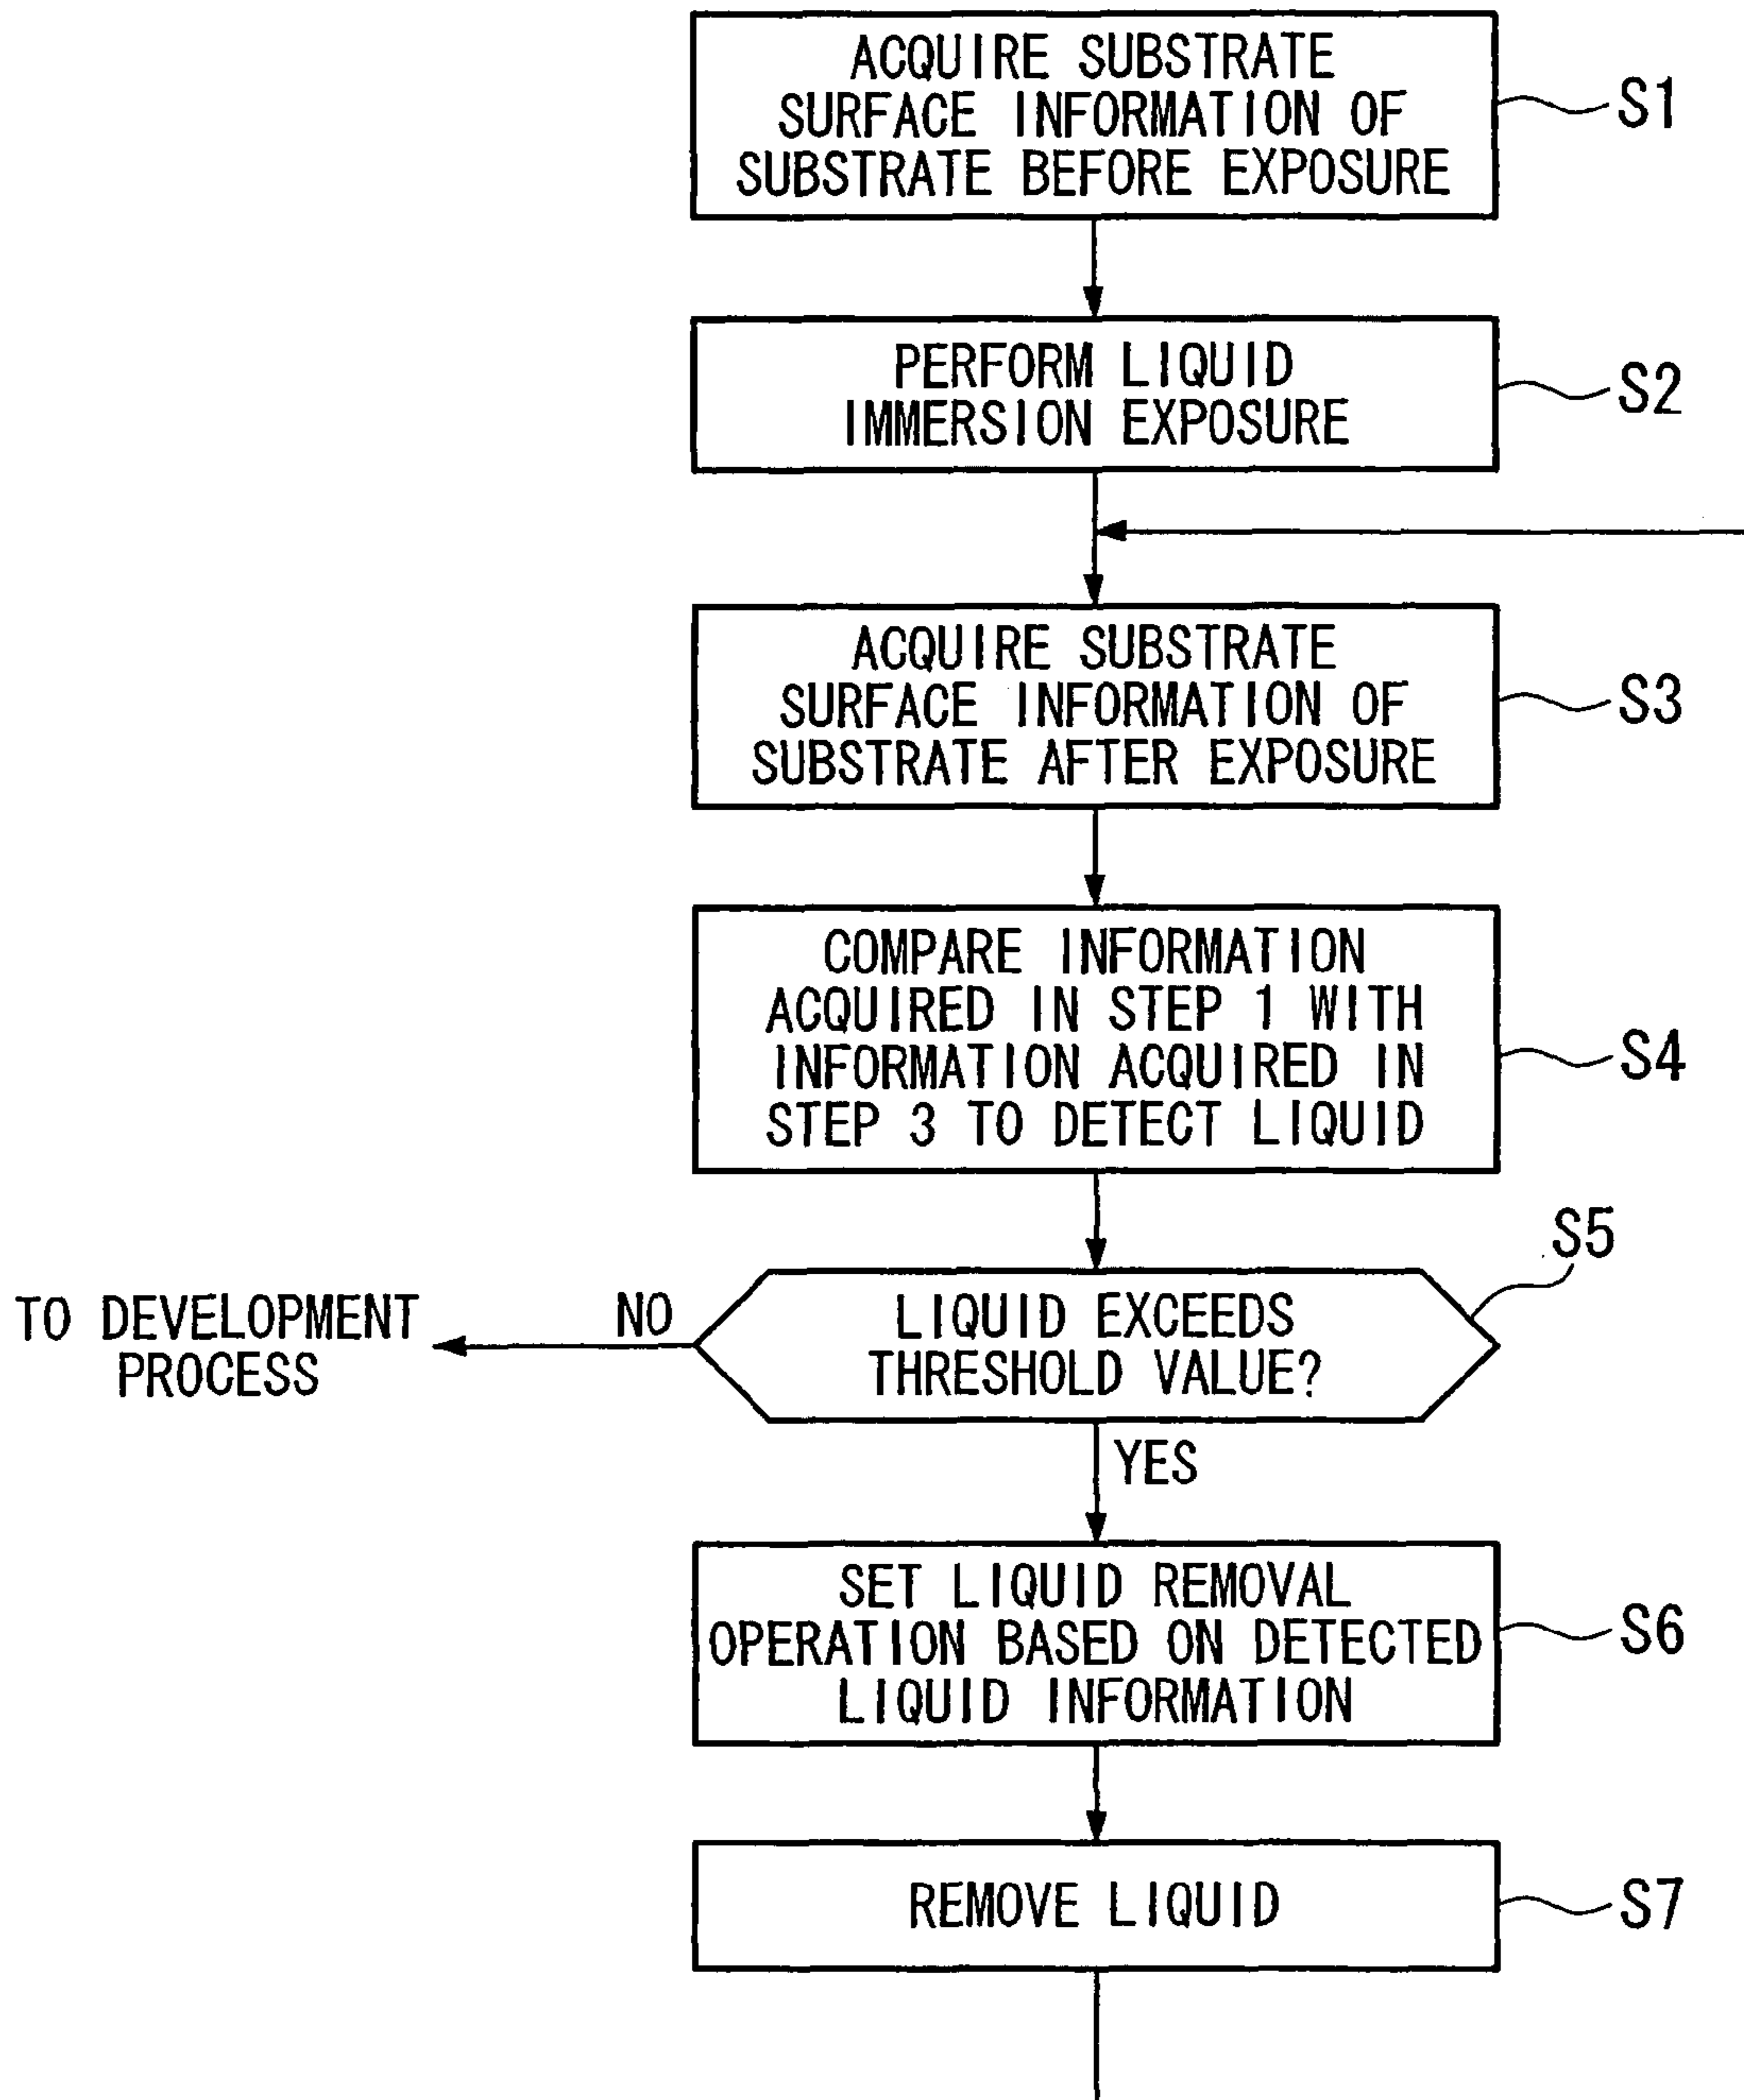 ACQUIRE SUBSTRATE
SURFACE INFORMATION OF
SUBSTRATE BEFORE EXPOSURE
S1
PERFORM LIQUID
IMMERSION EXPOSURE
S2
ACQUIRE SUBSTRATE
SURFACE INFORMATION OF
SUBSTRATE AFTER EXPOSURE
S3
COMPARE INFORMATION
ACQUIRED IN STEP 1 WITH
INFORMATION ACQUIRED IN
STEP 3 TO DETECT LIQUID
S4
S5
LIQUID EXCEEDS
THRESHOLD VALUE?
NO
TO DEVELOPMENT
PROCESS
YES
SET LIQUID REMOVAL
OPERATION BASED ON DETECTED
LIQUID INFORMATION
S6
REMOVE LIQUID
S7